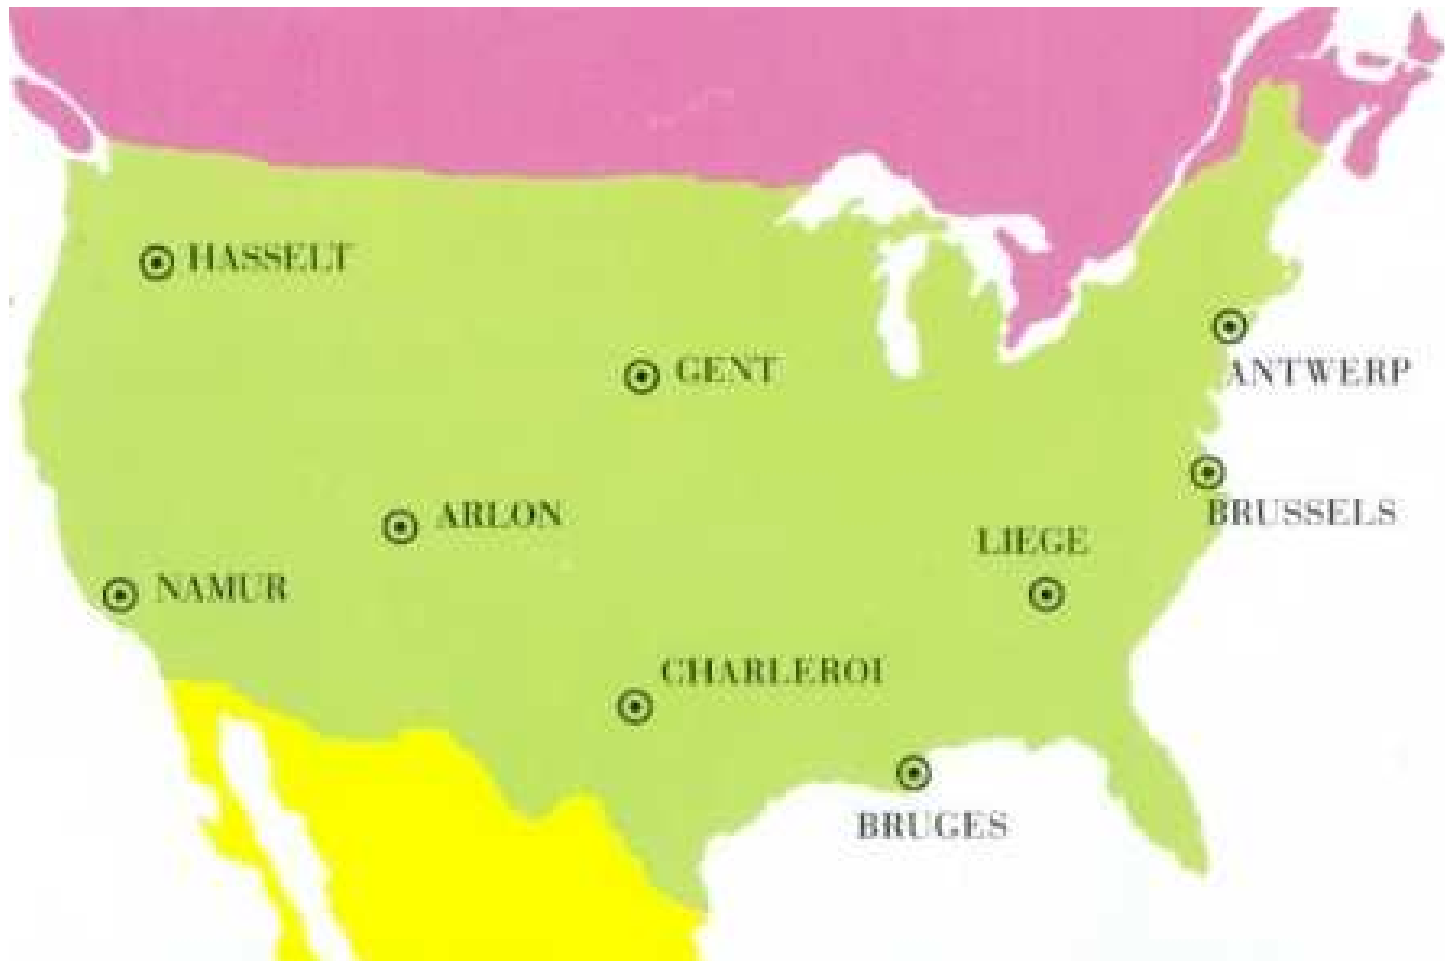 HASSELT
GENT
ANTWERP
ARLON
BRUSSELS
LIEGE
NAMUR
CHARLEROI
BRUGES